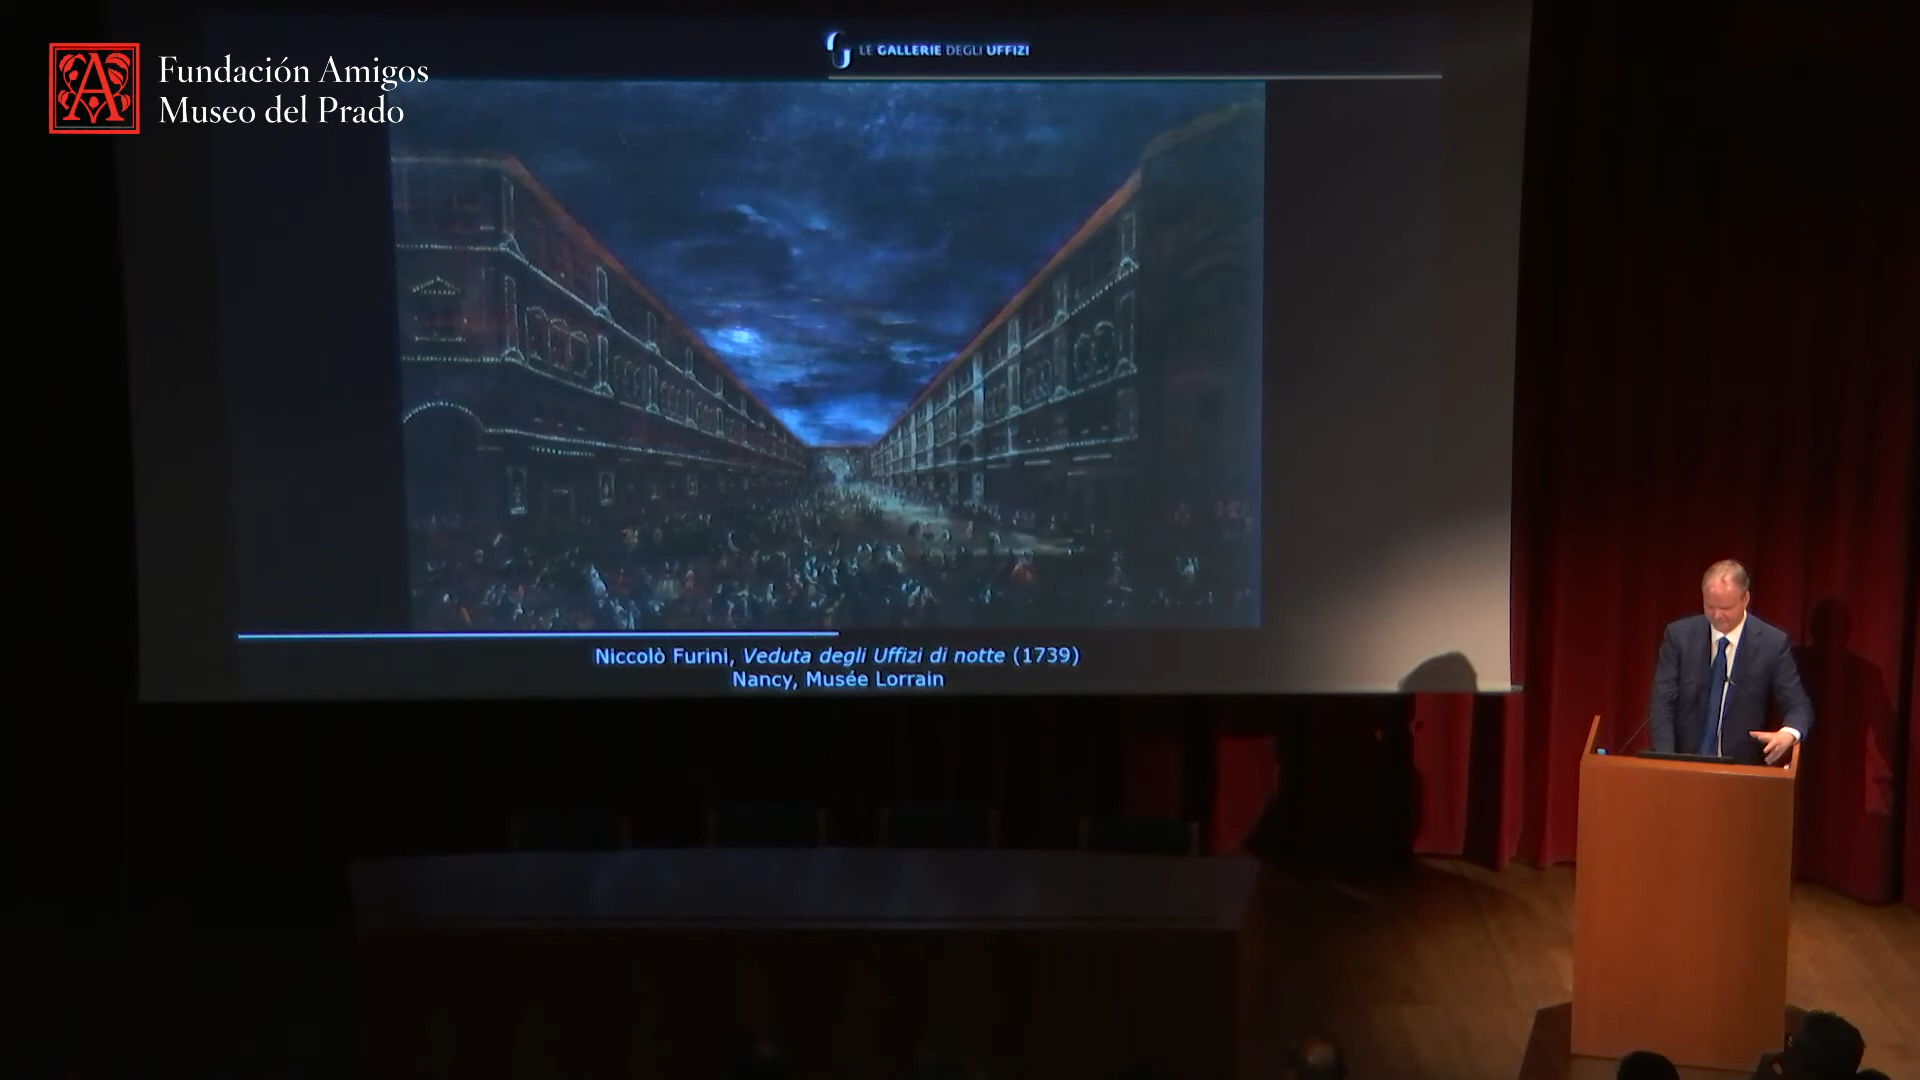 Fundación Amigos
Museo del Prado
LE GALLERIE DEGLI UFFIZI
Niccolò Furini, Veduta degli Uffizi di notte (1739)
Nancy, Musée Lorrain